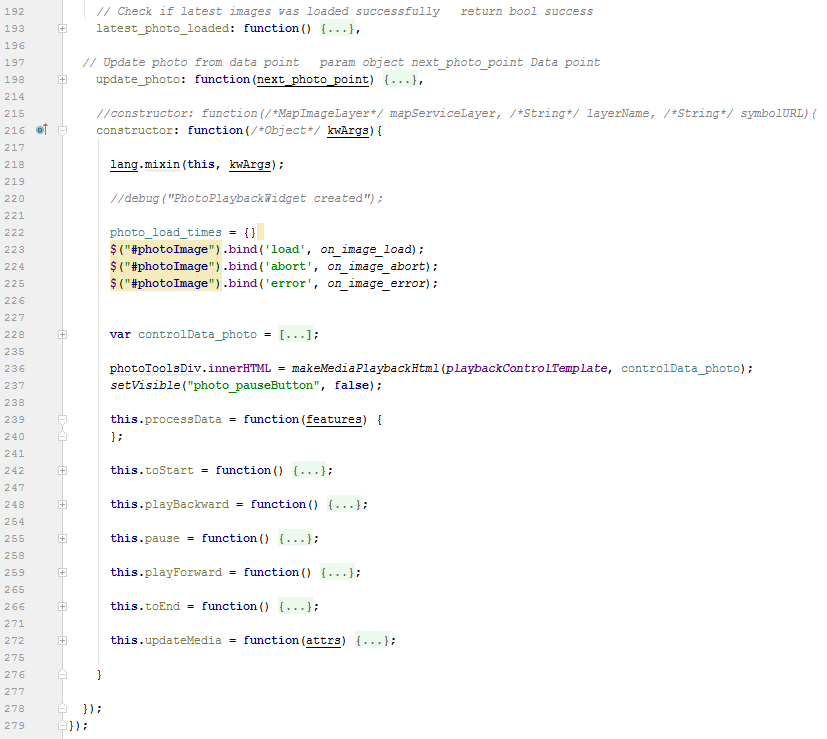 192 // Check if latest images was loaded successfully return bool success
193 latest_photo_loaded: function() {...},
196
197 // Update photo from data point param object next_photo_point Data point
198 update_photo: function(next_photo_point) {...},
214
215 //constructor: function(/*MapImageLayer*/ mapServiceLayer, /*String*/ layerName, /*String*/ symbolURL){
216 constructor: function(/*Object*/ kwArgs){
217
218 lang.mixin(this, kwArgs);
219
220 //debug("PhotoPlaybackWidget created");
221
222 photo_load_times = {}
223 $("#photoImage").bind('load', on_image_load);
224 $("#photoImage").bind('abort', on_image_abort);
225 $("#photoImage").bind('error', on_image_error);
226
227
228 var controlData_photo = [...];
235
236 photoToolsDiv.innerHTML = makeMediaPlaybackHtml(playbackControlTemplate, controlData_photo);
237 setVisible("photo_pauseButton", false);
238
239 this.processData = function(features) {
240 };
241
242 this.toStart = function() {...};
247
248 this.playBackward = function() {...};
254
255 this.pause = function() {...};
258
259 this.playForward = function() {...};
265
266 this.toEnd = function() {...};
271
272 this.updateMedia = function(attrs) {...};
275
276 }
277
278 });
279 });